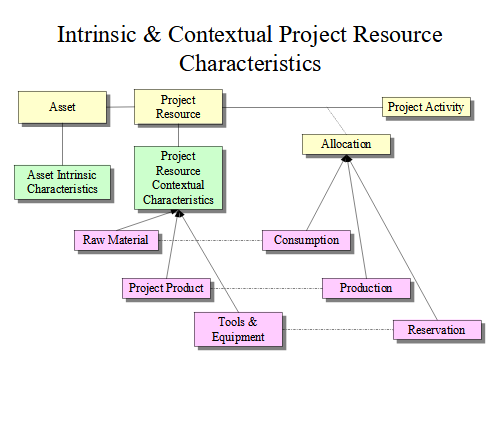 Intrinsic & Contextual Project Resource
Characteristics
Asset
Project
Resource
Project Activity
Allocation
Asset Intrinsic
Characteristics
Project
Resource
Contextual
Characteristics
Raw Material
Consumption
Project Product
Production
Tools &
Equipment
Reservation